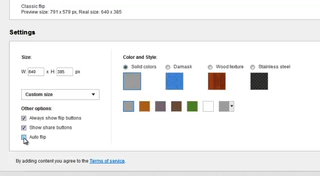 Classic flip
Preview size: 791 x 579 px, Real size: 640 x 385
Settings
Size:
W: 640 x H: 385 px
Custom size
Other options:
Always show flip buttons
Show share buttons
Auto flip
Color and Style:
Solid colors Damask Wood texture Stainless steel
By adding content you agree to the Terms of service.